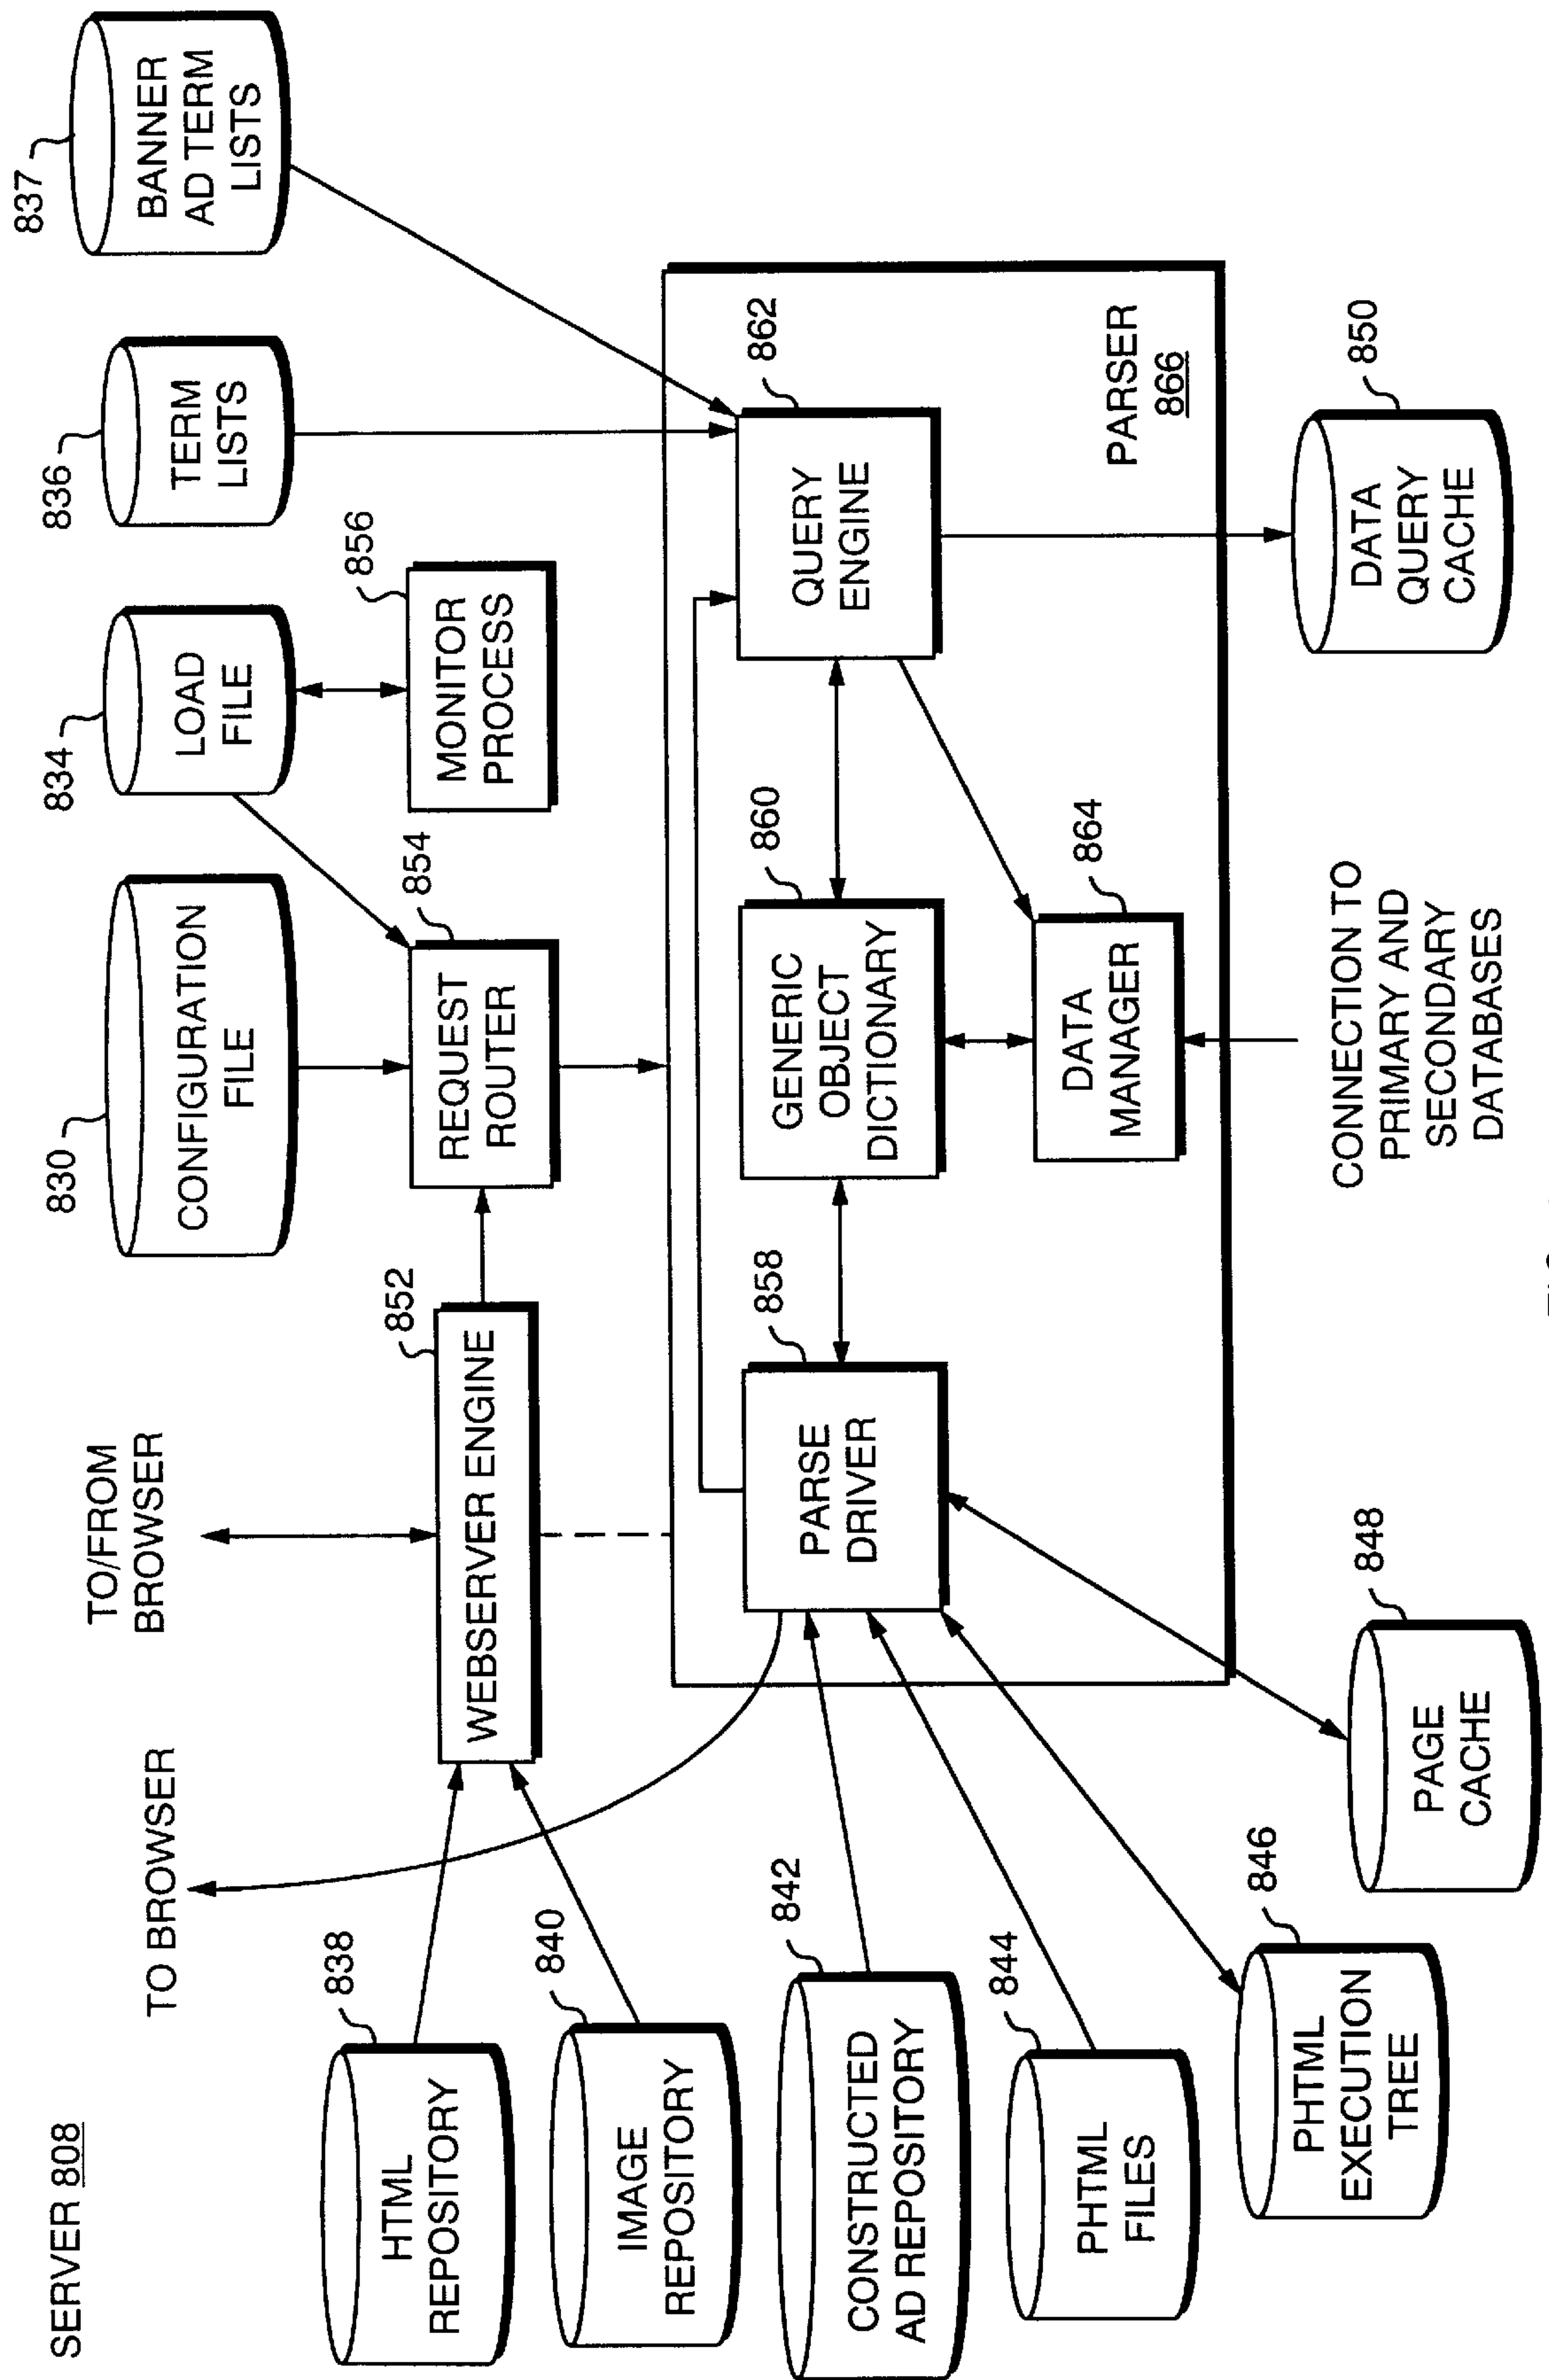 SERVER 808
TO BROWSER
TO/FROM
BROWSER
830
CONFIGURATION
FILE
834
LOAD
FILE
836
TERM
LISTS
837
BANNER
AD TERM
LISTS
838
HTML
REPOSITORY
840
IMAGE
REPOSITORY
852
WEBSERVER ENGINE
854
REQUEST
ROUTER
856
MONITOR
PROCESS
842
CONSTRUCTED
AD REPOSITORY
844
PHTML
FILES
846
PHTML
EXECUTION
TREE
848
PAGE
CACHE
858
PARSE
DRIVER
860
GENERIC
OBJECT
DICTIONARY
862
QUERY
ENGINE
864
DATA
MANAGER
PARSER
866
850
DATA
QUERY
CACHE
CONNECTION TO
PRIMARY AND
SECONDARY
DATABASES